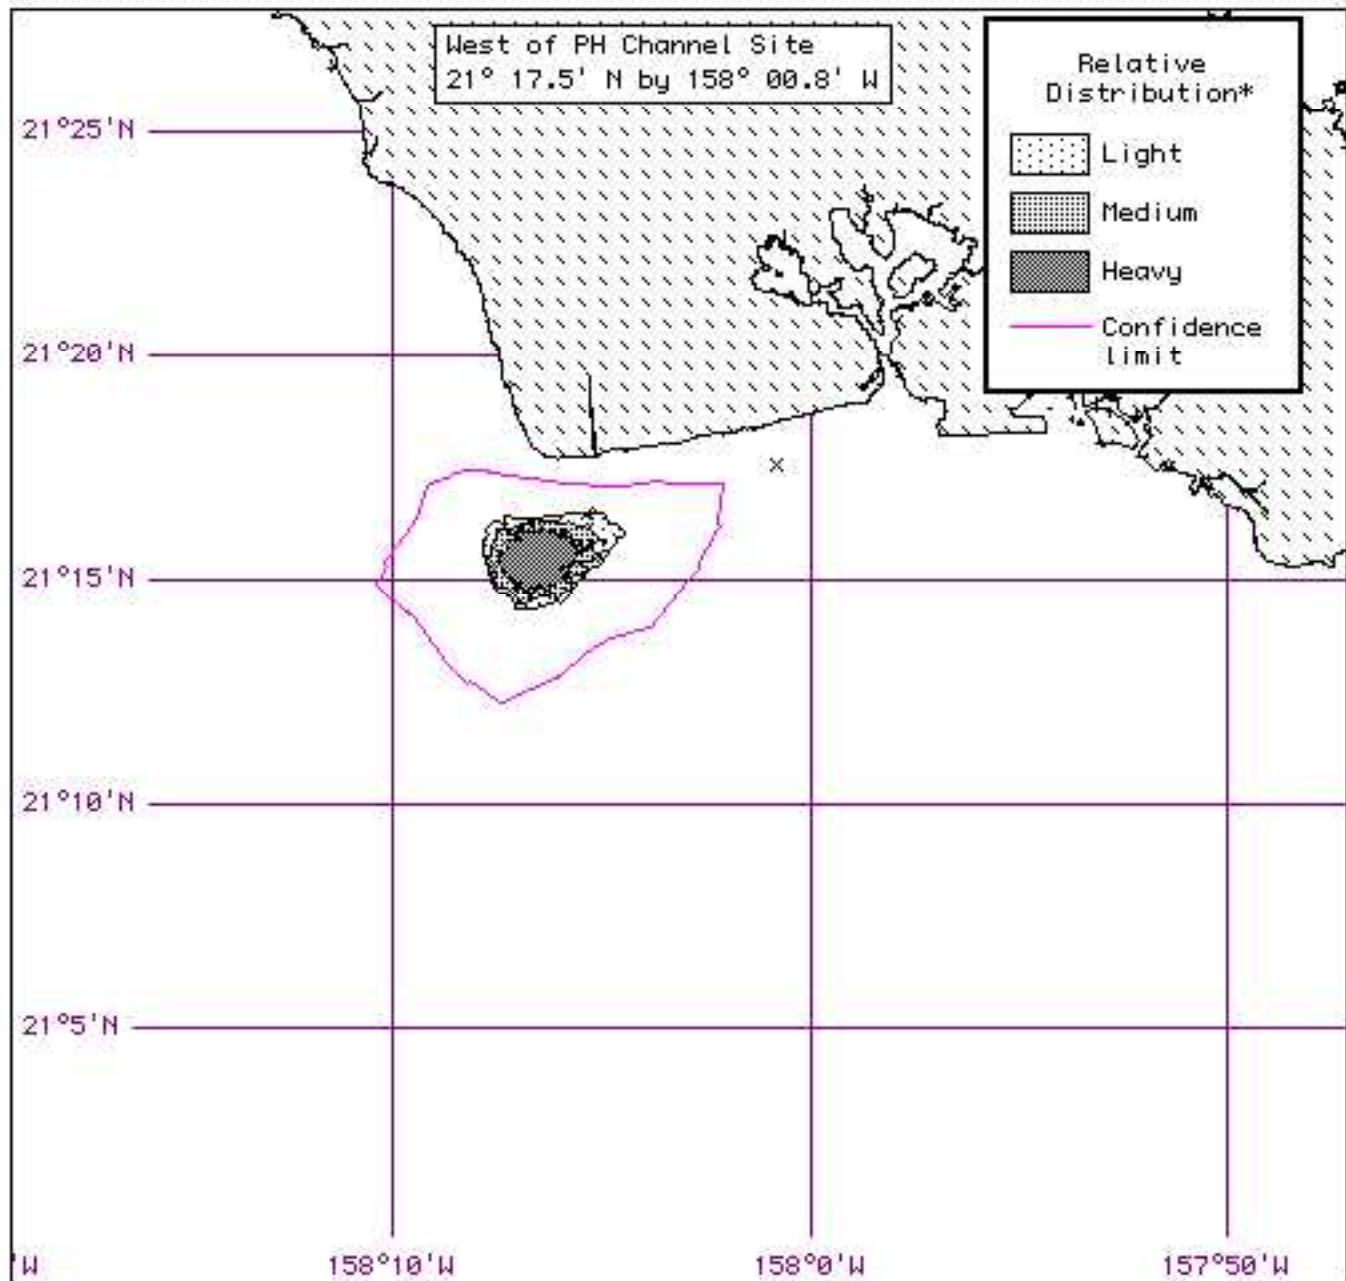 West of PH Channel Site
21° 17.5' N by 158° 00.8' W
Relative
Distribution*
Light
Medium
Heavy
Confidence
limit
21°25'N
21°20'N
21°15'N
21°10'N
21°5'N
'W
158°10'W
158°0'W
157°50'W